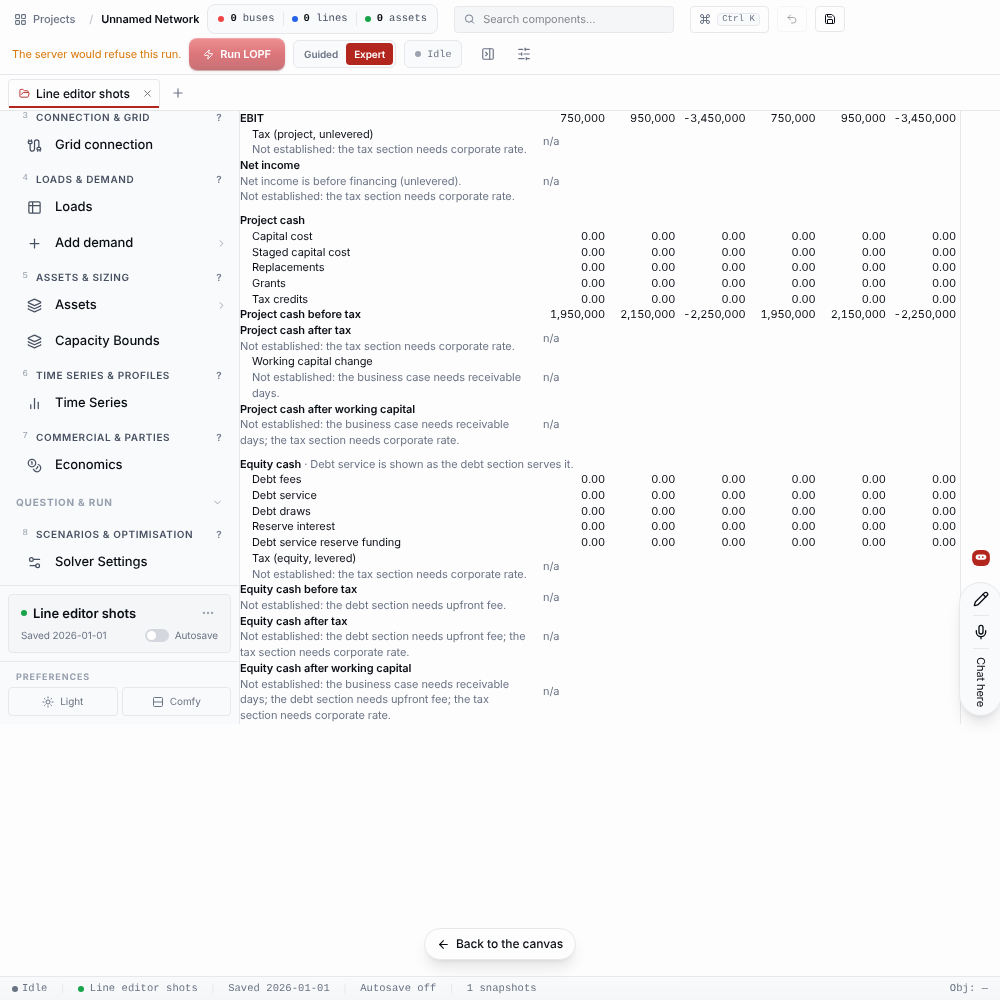 Projects / Unnamed Network 0 buses 0 lines 0 assets Search components... ⌘ Ctrl K
The server would refuse this run. Run LOPF Guided Expert Idle
Line editor shots × +
3 CONNECTION & GRID ?
Grid connection
4 LOADS & DEMAND ?
Loads
Add demand
5 ASSETS & SIZING ?
Assets
Capacity Bounds
6 TIME SERIES & PROFILES ?
Time Series
7 COMMERCIAL & PARTIES ?
Economics
QUESTION & RUN
8 SCENARIOS & OPTIMISATION ?
Solver Settings
Line editor shots ...
Saved 2026-01-01 Autosave
PREFERENCES
Light Comfy
EBIT 750,000 950,000 -3,450,000 750,000 950,000 -3,450,000
Tax (project, unlevered) n/a
Not established: the tax section needs corporate rate.
Net income
Net income is before financing (unlevered). n/a
Not established: the tax section needs corporate rate.
Project cash
Capital cost 0.00 0.00 0.00 0.00 0.00 0.00
Staged capital cost 0.00 0.00 0.00 0.00 0.00 0.00
Replacements 0.00 0.00 0.00 0.00 0.00 0.00
Grants 0.00 0.00 0.00 0.00 0.00 0.00
Tax credits 0.00 0.00 0.00 0.00 0.00 0.00
Project cash before tax 1,950,000 2,150,000 -2,250,000 1,950,000 2,150,000 -2,250,000
Project cash after tax n/a
Not established: the tax section needs corporate rate.
Working capital change
Not established: the business case needs receivable n/a
days.
Project cash after working capital
Not established: the business case needs receivable n/a
days; the tax section needs corporate rate.
Equity cash · Debt service is shown as the debt section serves it.
Debt fees 0.00 0.00 0.00 0.00 0.00 0.00
Debt service 0.00 0.00 0.00 0.00 0.00 0.00
Debt draws 0.00 0.00 0.00 0.00 0.00 0.00
Reserve interest 0.00 0.00 0.00 0.00 0.00 0.00
Debt service reserve funding 0.00 0.00 0.00 0.00 0.00 0.00
Tax (equity, levered) n/a
Not established: the tax section needs corporate rate.
Equity cash before tax n/a
Not established: the debt section needs upfront fee.
Equity cash after tax
Not established: the debt section needs upfront fee; the n/a
tax section needs corporate rate.
Equity cash after working capital
Not established: the business case needs receivable n/a
days; the debt section needs upfront fee; the tax
section needs corporate rate.
Chat here
Back to the canvas
Idle Line editor shots Saved 2026-01-01 Autosave off 1 snapshots Obj: —